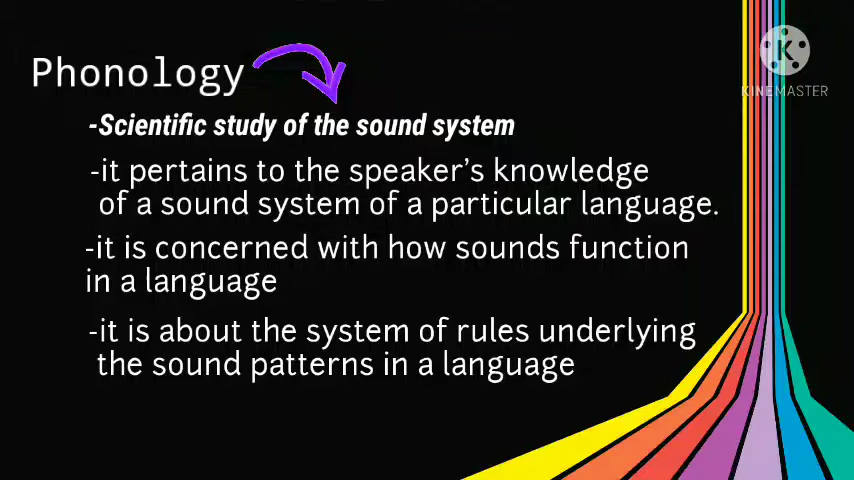 Phonology
K
KINEMASTER
-Scientific study of the sound system
-it pertains to the speaker's knowledge
of a sound system of a particular language.
-it is concerned with how sounds function
in a language
-it is about the system of rules underlying
the sound patterns in a language